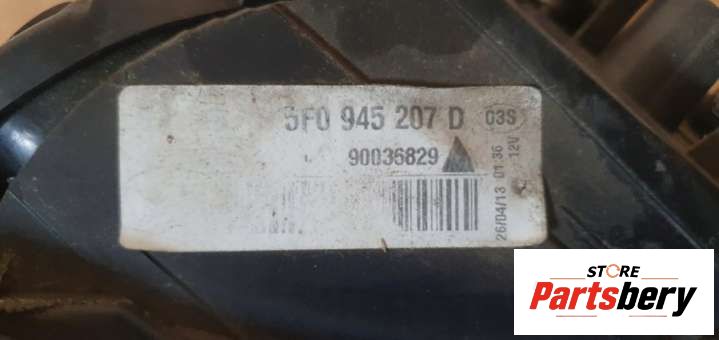 5F0 945 207 D 03S
90036829
26/04/13 01 36
12V
STORE
Partsbery